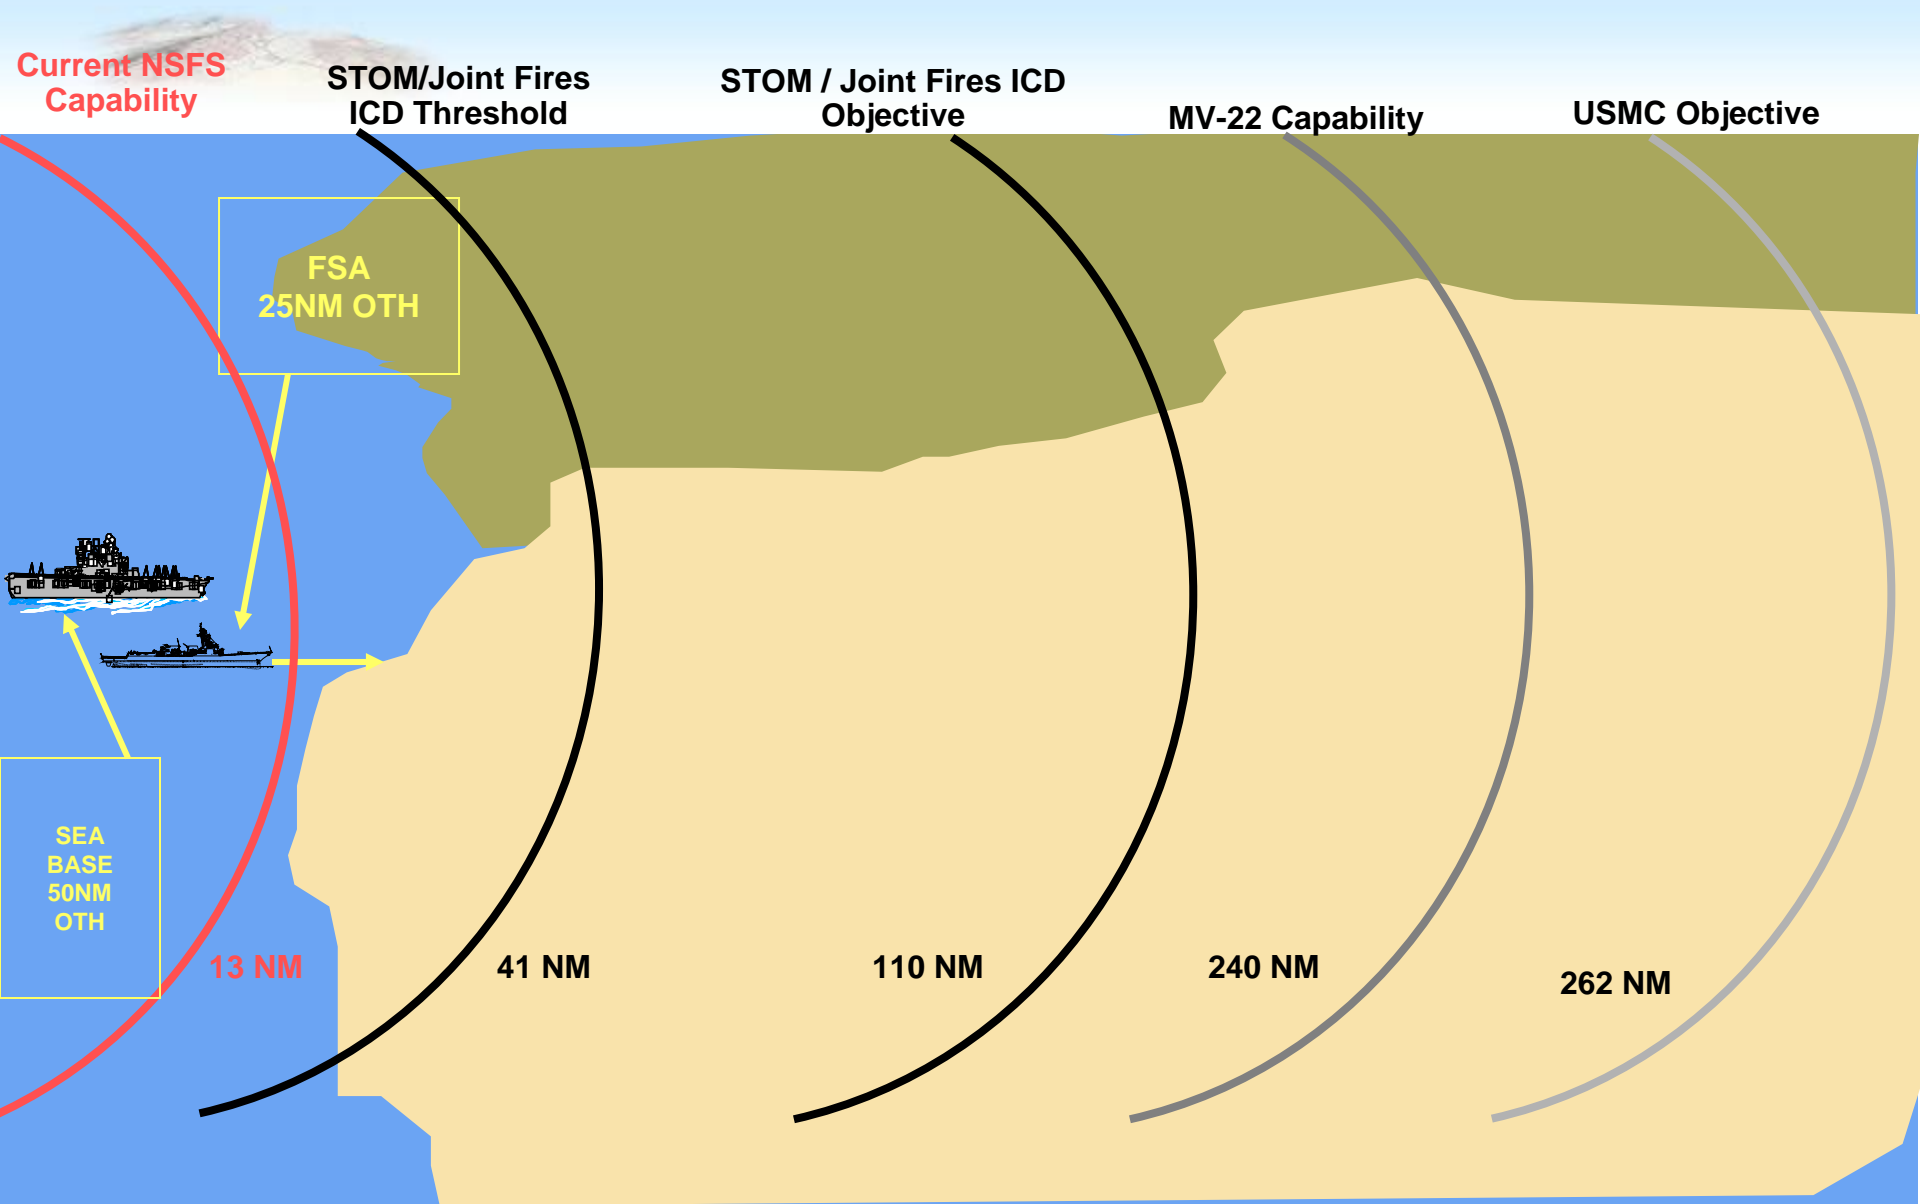 Current NSFS
Capability
STOM/Joint Fires
ICD Threshold
STOM / Joint Fires ICD
Objective
MV-22 Capability
USMC Objective
FSA
25NM OTH
SEA
BASE
50NM
OTH
13 NM
41 NM
110 NM
240 NM
262 NM